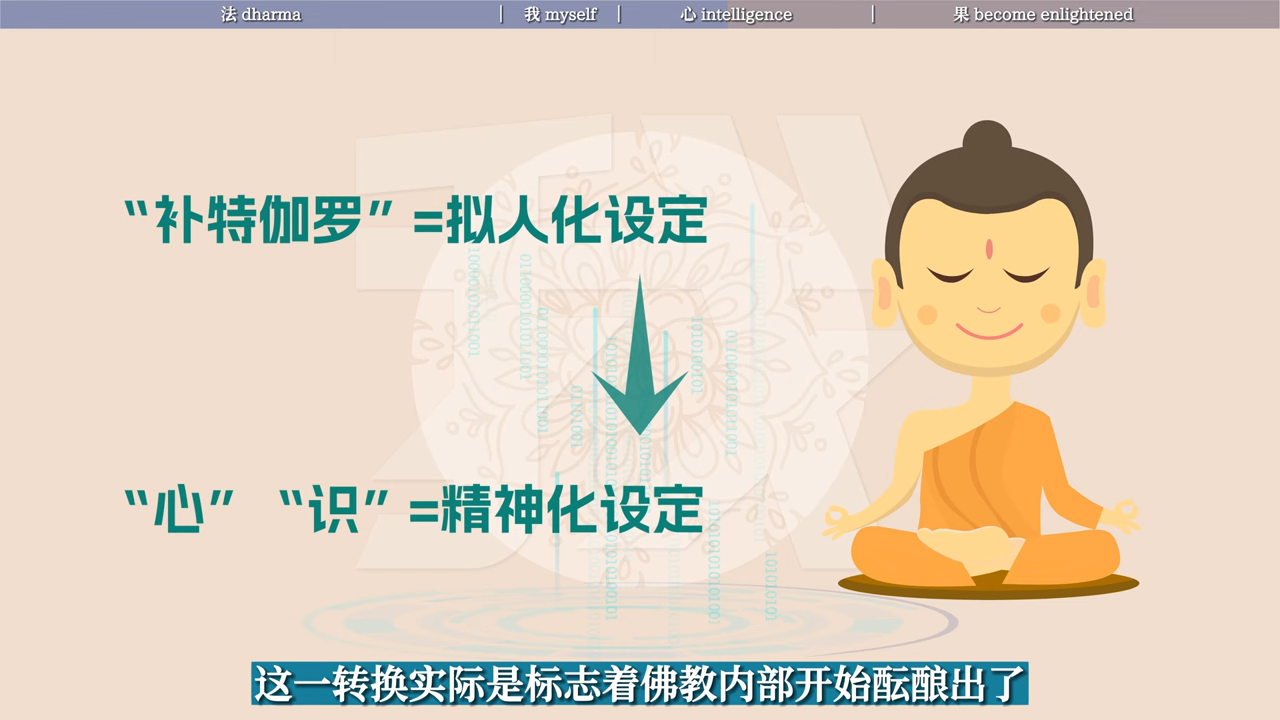 法 dharma | 我 myself | 心 intelligence | 果 become enlightened
“补特伽罗”=拟人化设定
“心” “识”=精神化设定
这一转换实际是标志着佛教内部开始酝酿出了